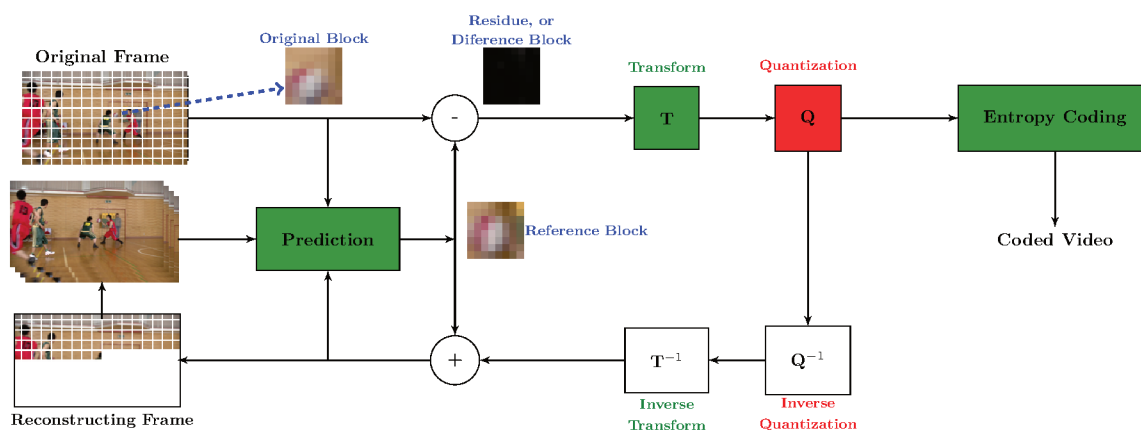 Residue, or
Diference Block
Original Block
Original Frame
Transform
Quantization
-
T
Q
Entropy Coding
Prediction
Reference Block
Coded Video
+
T⁻¹
Q⁻¹
Reconstructing Frame
Inverse
Transform
Inverse
Quantization